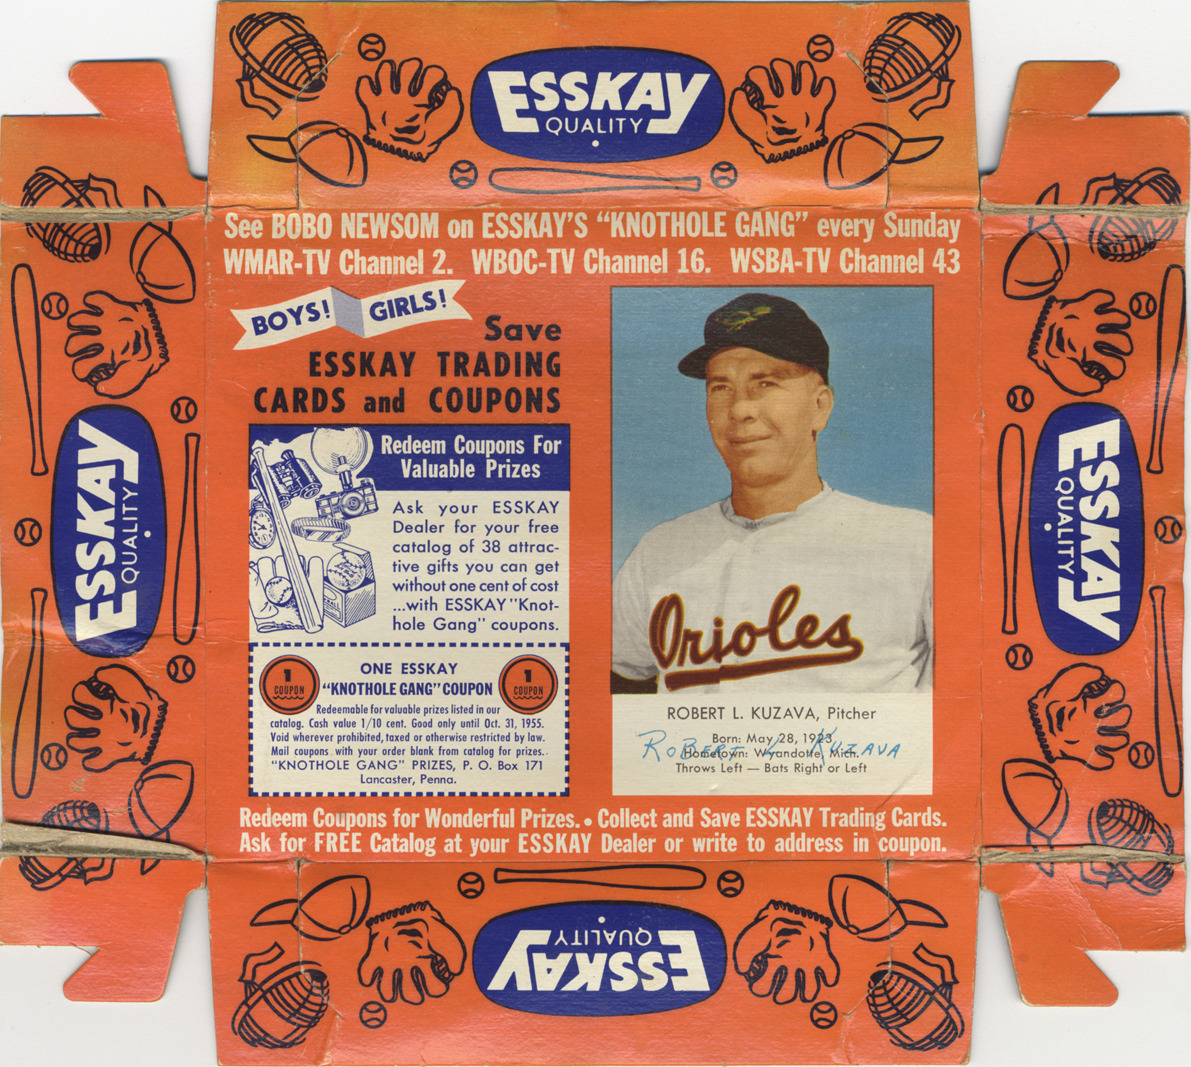 ESSKAY
QUALITY
See BOBO NEWSOM on ESSKAY'S "KNOTHOLE GANG" every Sunday
WMAR-TV Channel 2. WBOC-TV Channel 16. WSBA-TV Channel 43
BOYS! GIRLS!
Save
ESSKAY TRADING
CARDS and COUPONS
Redeem Coupons For
Valuable Prizes
Ask your ESSKAY
Dealer for your free
catalog of 38 attrac-
tive gifts you can get
without one cent of cost
...with ESSKAY "Knot-
hole Gang" coupons.
1
COUPON
ONE ESSKAY
"KNOTHOLE GANG" COUPON
1
COUPON
Redeemable for valuable prizes listed in our
catalog. Cash value 1/10 cent. Good only until Oct. 31, 1955.
Void wherever prohibited, taxed or otherwise restricted by law.
Mail coupons with your order blank from catalog for prizes.
"KNOTHOLE GANG" PRIZES, P. O. Box 171
Lancaster, Penna.
Orioles
ROBERT L. KUZAVA, Pitcher
Born: May 28, 1923
Hometown: Wyandotte, Mich.
Robert L Kuzava
Throws Left — Bats Right or Left
Redeem Coupons for Wonderful Prizes. • Collect and Save ESSKAY Trading Cards.
Ask for FREE Catalog at your ESSKAY Dealer or write to address in coupon.
ESSKAY
QUALITY
ESSKAY
QUALITY
ESSKAY
QUALITY